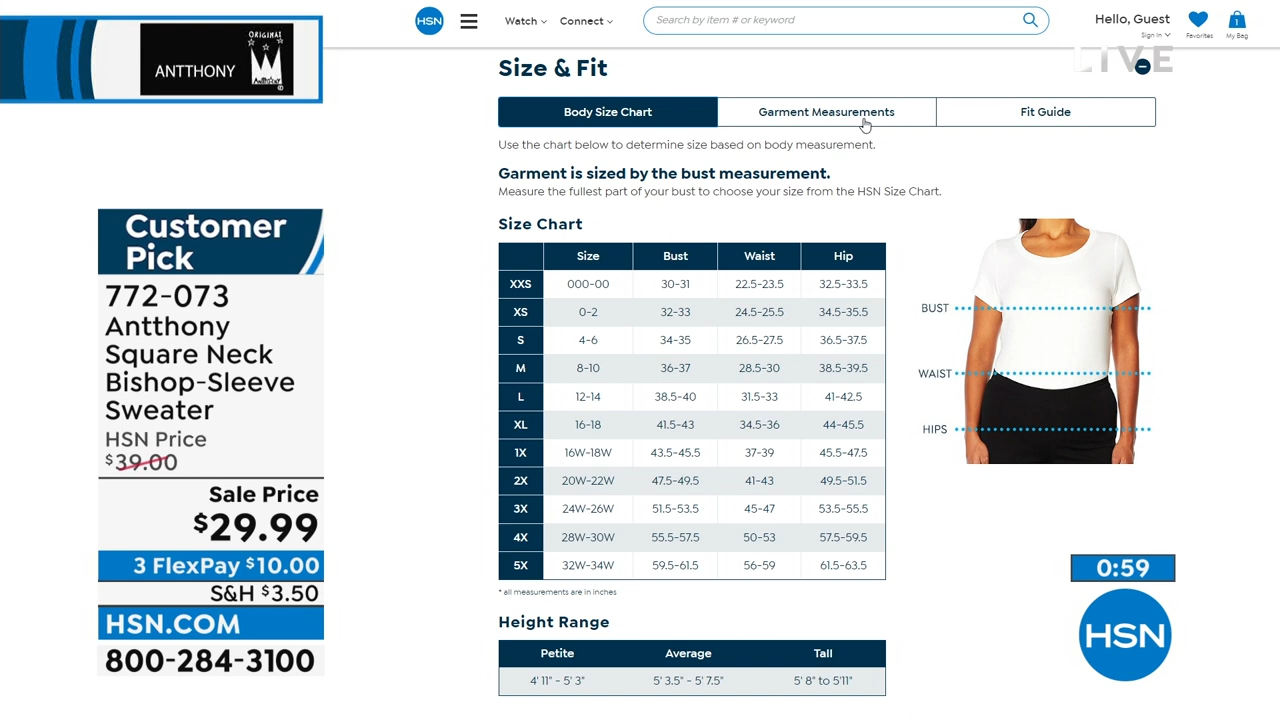 ANTTHONY
ORIGINAL
HSN
Watch
Connect
Search by item # or keyword
Hello, Guest
Sign in
Favorites
1
My Bag
LIVE
Size & Fit
Body Size Chart
Garment Measurements
Fit Guide
Use the chart below to determine size based on body measurement.
Garment is sized by the bust measurement.
Measure the fullest part of your bust to choose your size from the HSN Size Chart.
Size Chart
Size Bust Waist Hip
XXS 000-00 30-31 22.5-23.5 32.5-33.5
XS 0-2 32-33 24.5-25.5 34.5-35.5
S 4-6 34-35 26.5-27.5 36.5-37.5
M 8-10 36-37 28.5-30 38.5-39.5
L 12-14 38.5-40 31.5-33 41-42.5
XL 16-18 41.5-43 34.5-36 44-45.5
1X 16W-18W 43.5-45.5 37-39 45.5-47.5
2X 20W-22W 47.5-49.5 41-43 49.5-51.5
3X 24W-26W 51.5-53.5 45-47 53.5-55.5
4X 28W-30W 55.5-57.5 50-53 57.5-59.5
5X 32W-34W 59.5-61.5 56-59 61.5-63.5
* all measurements are in inches
Height Range
Petite Average Tall
4' 11" - 5' 3" 5' 3.5" - 5' 7.5" 5' 8" to 5'11"
BUST
WAIST
HIPS
Customer
Pick
772-073
Antthony
Square Neck
Bishop-Sleeve
Sweater
HSN Price
$39.00
Sale Price
$29.99
3 FlexPay $10.00
S&H $3.50
HSN.COM
800-284-3100
0:59
HSN